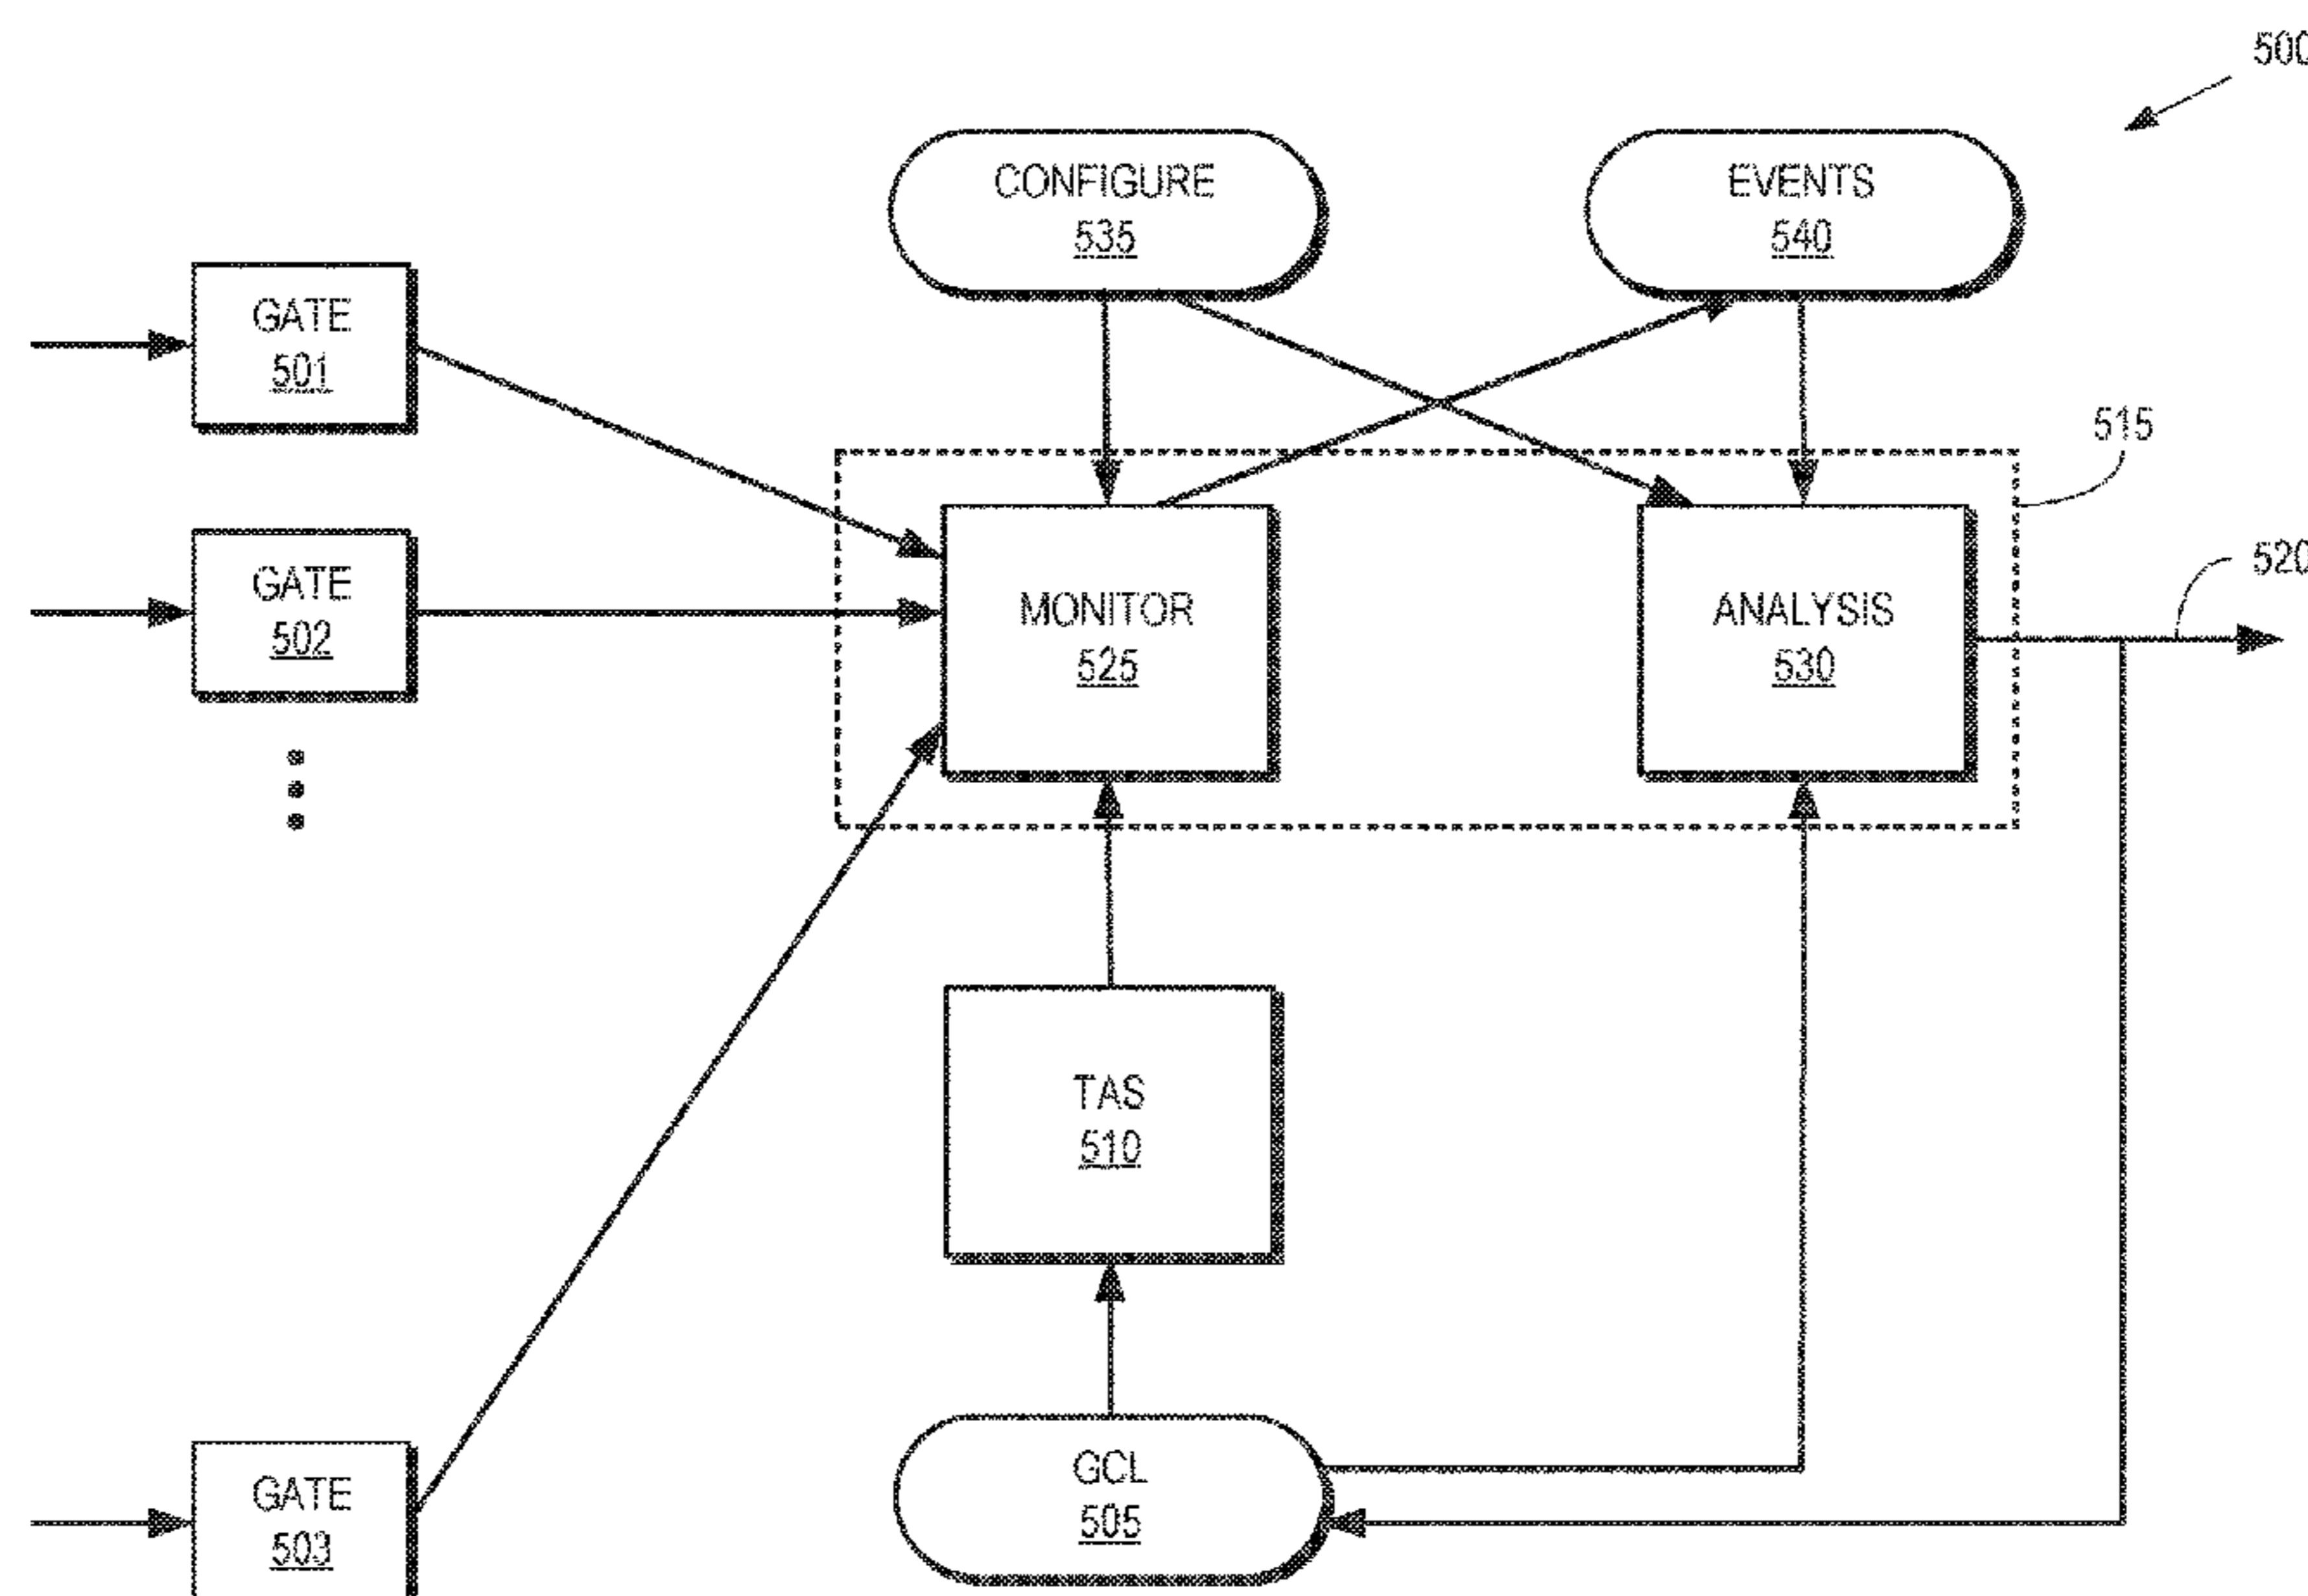 500
CONFIGURE
535
EVENTS
540
GATE
501
515
GATE
502
MONITOR
525
ANALYSIS
530
520
TAS
510
GCL
505
GATE
503